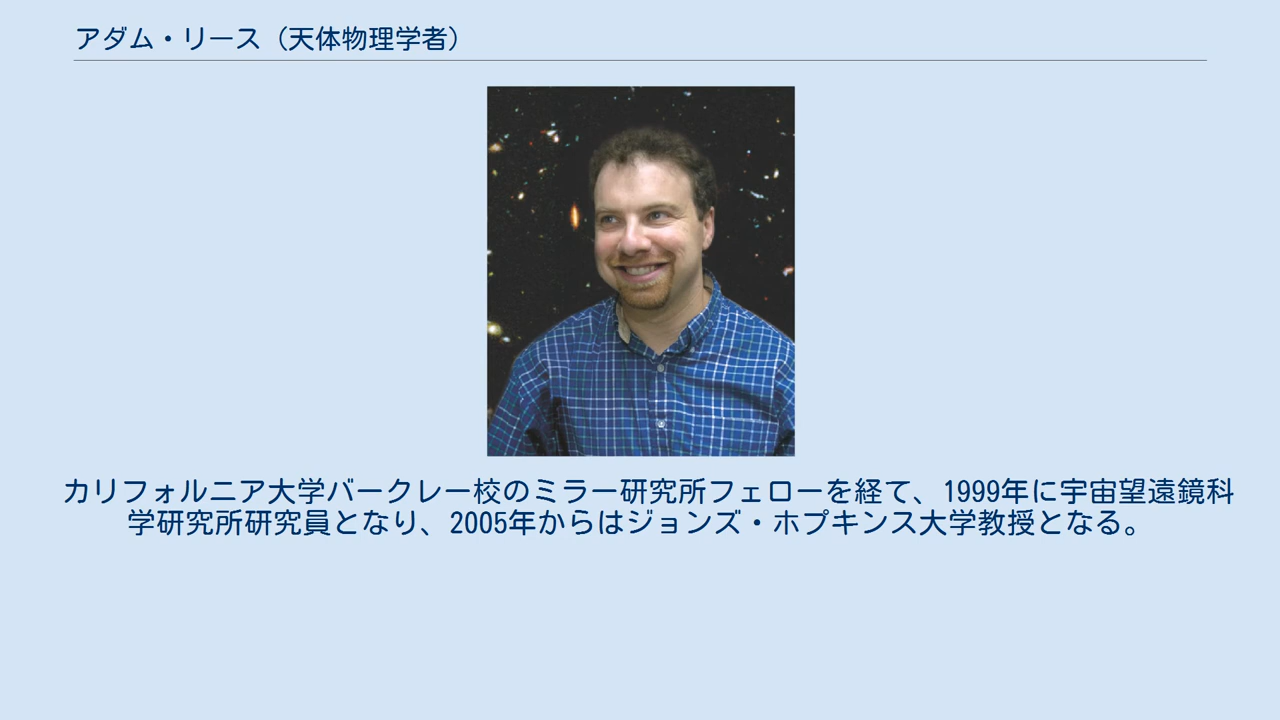 アダム・リース（天体物理学者）
カリフォルニア大学バークレー校のミラー研究所フェローを経て、1999年に宇宙望遠鏡科
学研究所研究員となり、2005年からはジョンズ・ホプキンス大学教授となる。